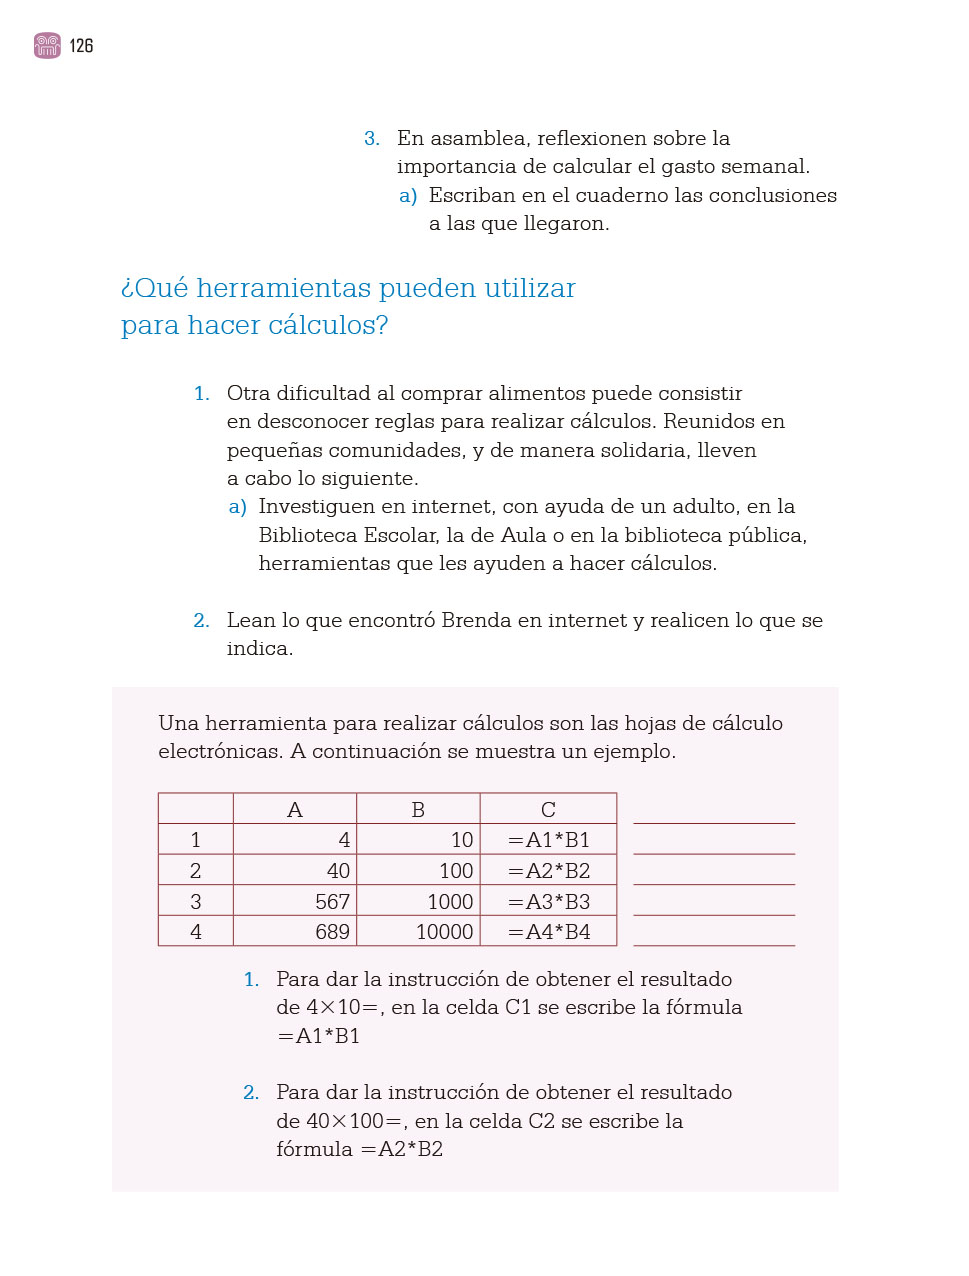 126
3. En asamblea, reflexionen sobre la
importancia de calcular el gasto semanal.
a) Escriban en el cuaderno las conclusiones
a las que llegaron.
¿Qué herramientas pueden utilizar
para hacer cálculos?
1. Otra dificultad al comprar alimentos puede consistir
en desconocer reglas para realizar cálculos. Reunidos en
pequeñas comunidades, y de manera solidaria, lleven
a cabo lo siguiente.
a) Investiguen en internet, con ayuda de un adulto, en la
Biblioteca Escolar, la de Aula o en la biblioteca pública,
herramientas que les ayuden a hacer cálculos.
2. Lean lo que encontró Brenda en internet y realicen lo que se
indica.
Una herramienta para realizar cálculos son las hojas de cálculo
electrónicas. A continuación se muestra un ejemplo.
A B C
1 4 10 =A1*B1
2 40 100 =A2*B2
3 567 1000 =A3*B3
4 689 10000 =A4*B4
1. Para dar la instrucción de obtener el resultado
de 4×10=, en la celda C1 se escribe la fórmula
=A1*B1
2. Para dar la instrucción de obtener el resultado
de 40×100=, en la celda C2 se escribe la
fórmula =A2*B2